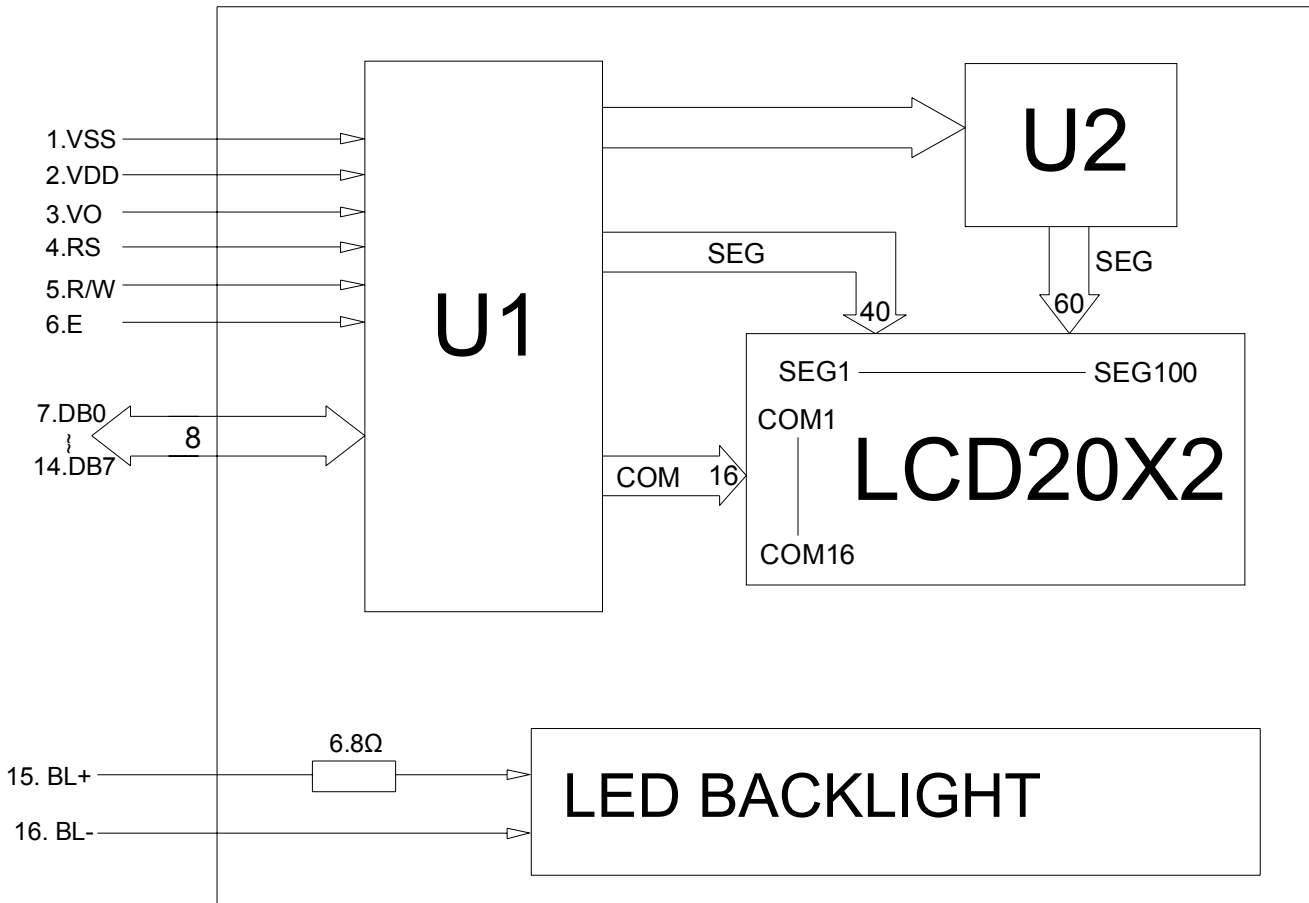 1.VSS
2.VDD
3.VO
4.RS
5.R/W
6.E
7.DB0
~
14.DB7
8
U1
U2
SEG
40
SEG
60
SEG1
SEG100
COM1
COM16
LCD20X2
COM
16
15. BL+
6.8Ω
16. BL-
LED BACKLIGHT